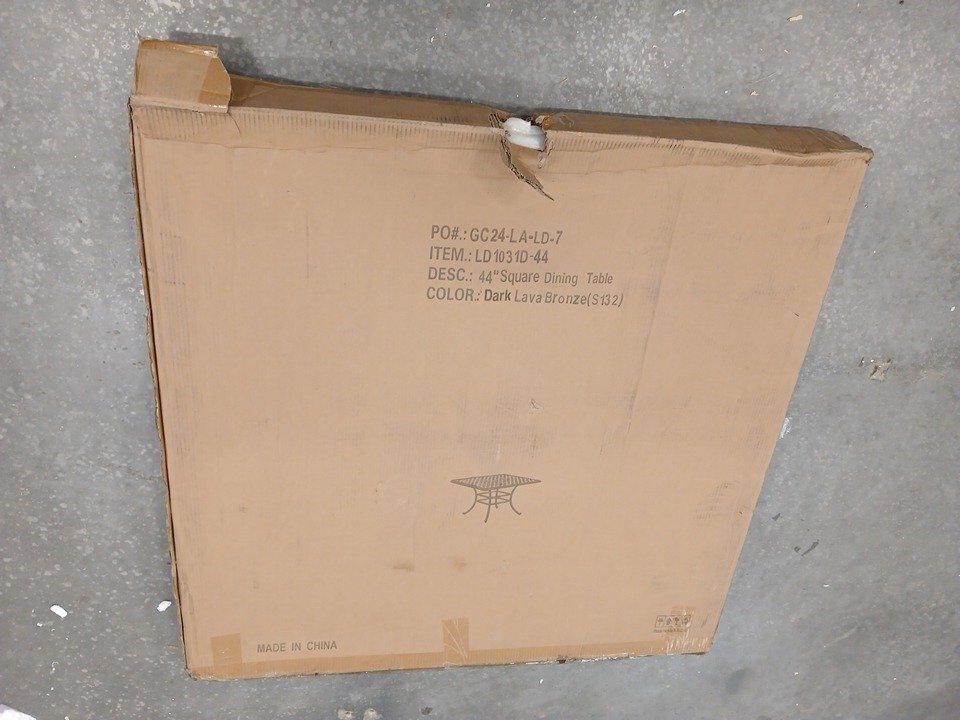 PO#.: GC24-LA-LD-7
ITEM.: LD1031D-44
DESC.: 44" Square Dining Table
COLOR.: Dark Lava Bronze(S132)
MADE IN CHINA